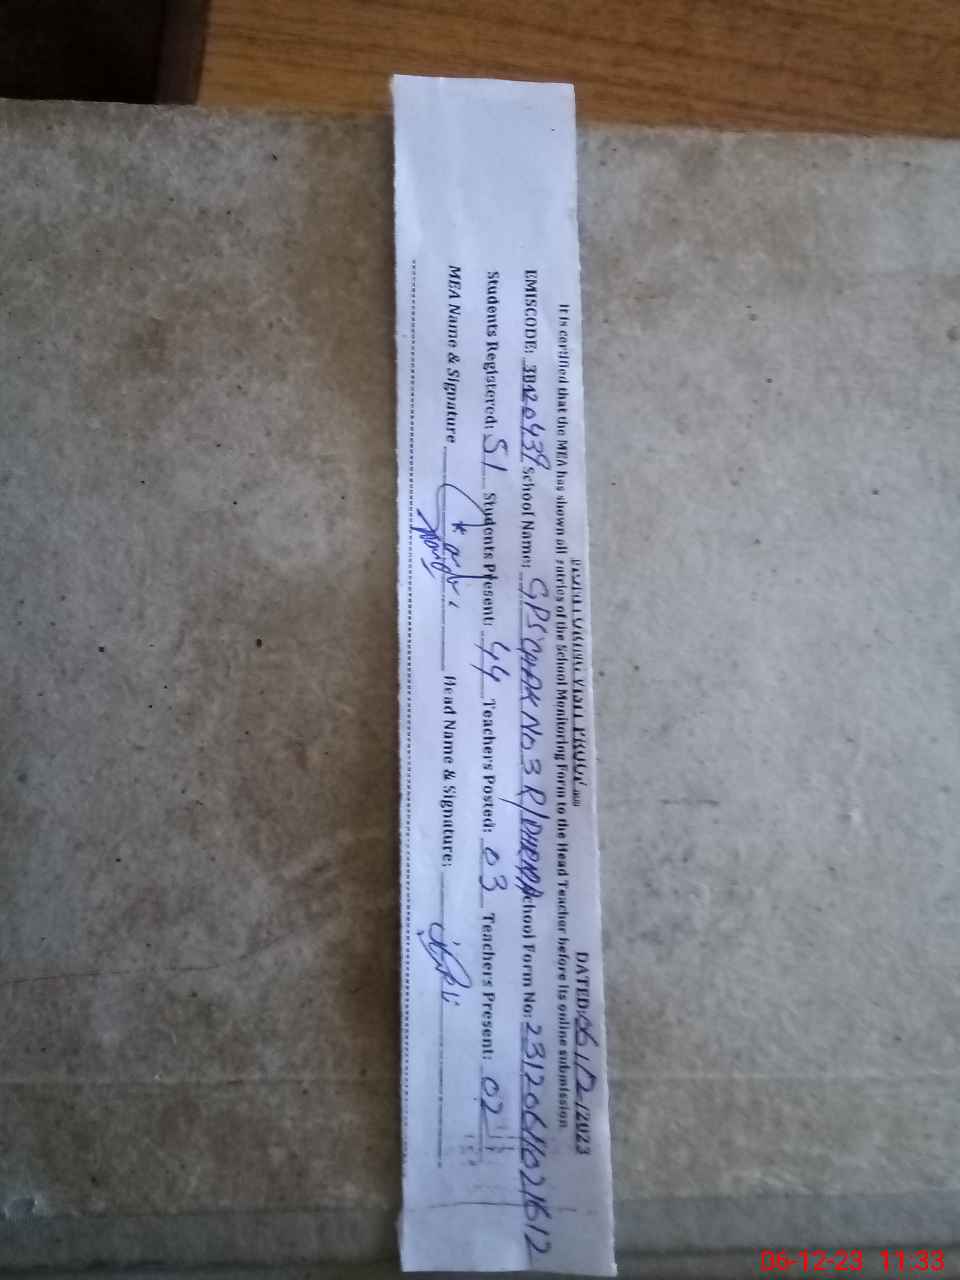 MONITORING VISIT PROOF
DATED: 06/12/2023
It is certified that the MEA has shown all entries of the School Monitoring Form to the Head Teacher before its online submission.
EMISCODE: School Name: GPS CHAK No 3 R/ School Form No:
Students Registered: 51 Students Present: 44 Teachers Posted: 03 Teachers Present: 02
MEA Name & Signature Head Name & Signature:
06-12-23 11:33